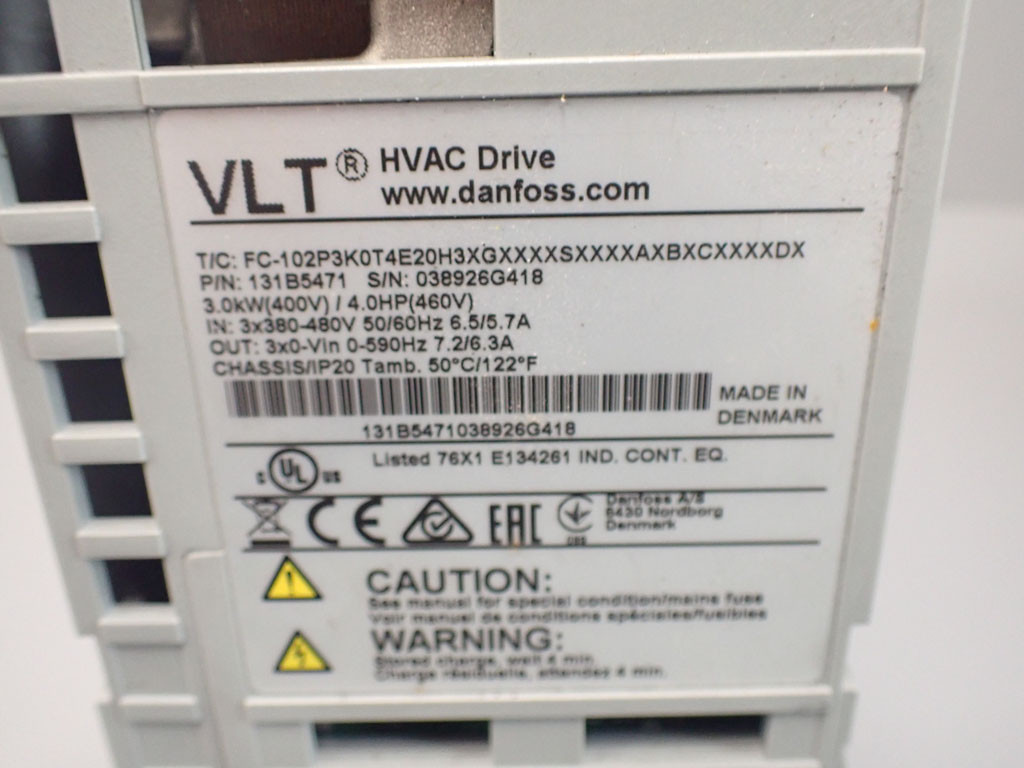 VLT® HVAC Drive
www.danfoss.com
T/C: FC-102P3K0T4E20H3XGXXXXSXXXXAXBXCXXXXDX
P/N: 131B5471 S/N: 038926G418
3.0kW(400V) / 4.0HP(460V)
IN: 3x380-480V 50/60Hz 6.5/5.7A
OUT: 3x0-Vin 0-590Hz 7.2/6.3A
CHASSIS/IP20 Tamb. 50°C/122°F
MADE IN
DENMARK
131B5471038926G418
c UL us Listed 76X1 E134261 IND. CONT. EQ.
CE EAC
Danfoss A/S
6430 Nordborg
Denmark
CAUTION:
See manual for special condition/mains fuse
Voir manuel de conditions spéciales/fusibles
WARNING:
Stored charge, wait 4 min.
Charge résiduelle, attendez 4 min.